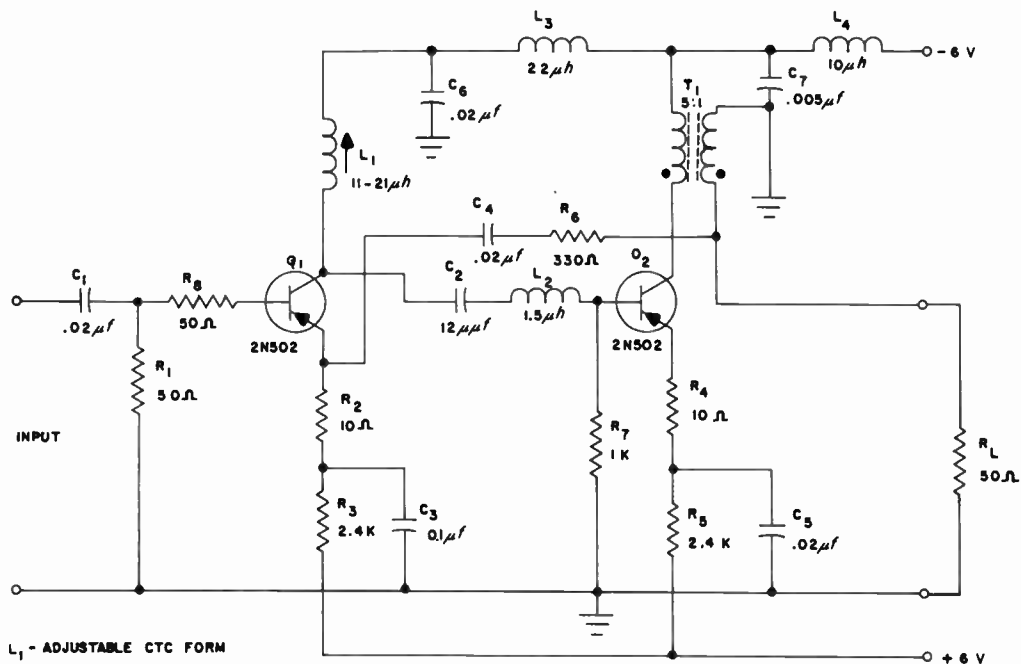 L3
22μh
L4
10μh
-6 V
C6
.02μf
T1
5:1
C7
.005μf
L1
11-21μh
C4
.02μf
R6
330Ω
Q1
C2
12μμf
L2
1.5μh
O2
C1
.02μf
R8
50Ω
2N502
2N502
R1
50Ω
R2
10Ω
R4
10Ω
INPUT
R7
1K
RL
50Ω
R3
2.4K
C3
0.1μf
R5
2.4K
C5
.02μf
L1 - ADJUSTABLE CTC FORM
+6 V